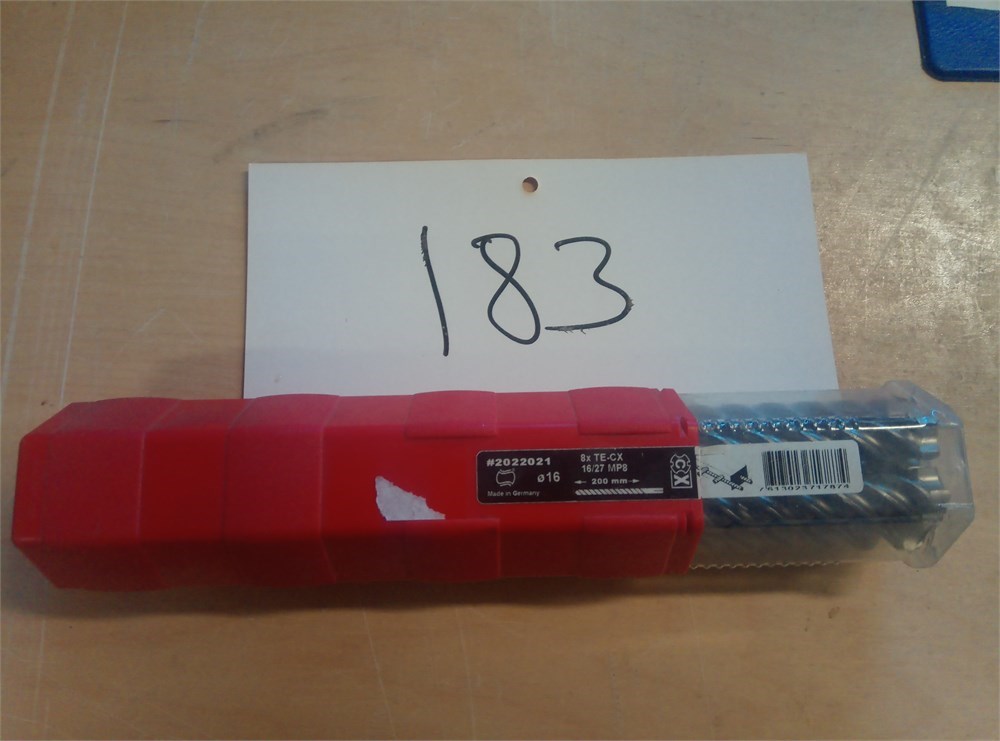 183
#2022021
ø16
Made in Germany
8x TE-CX
16/27 MP8
200 mm
CX